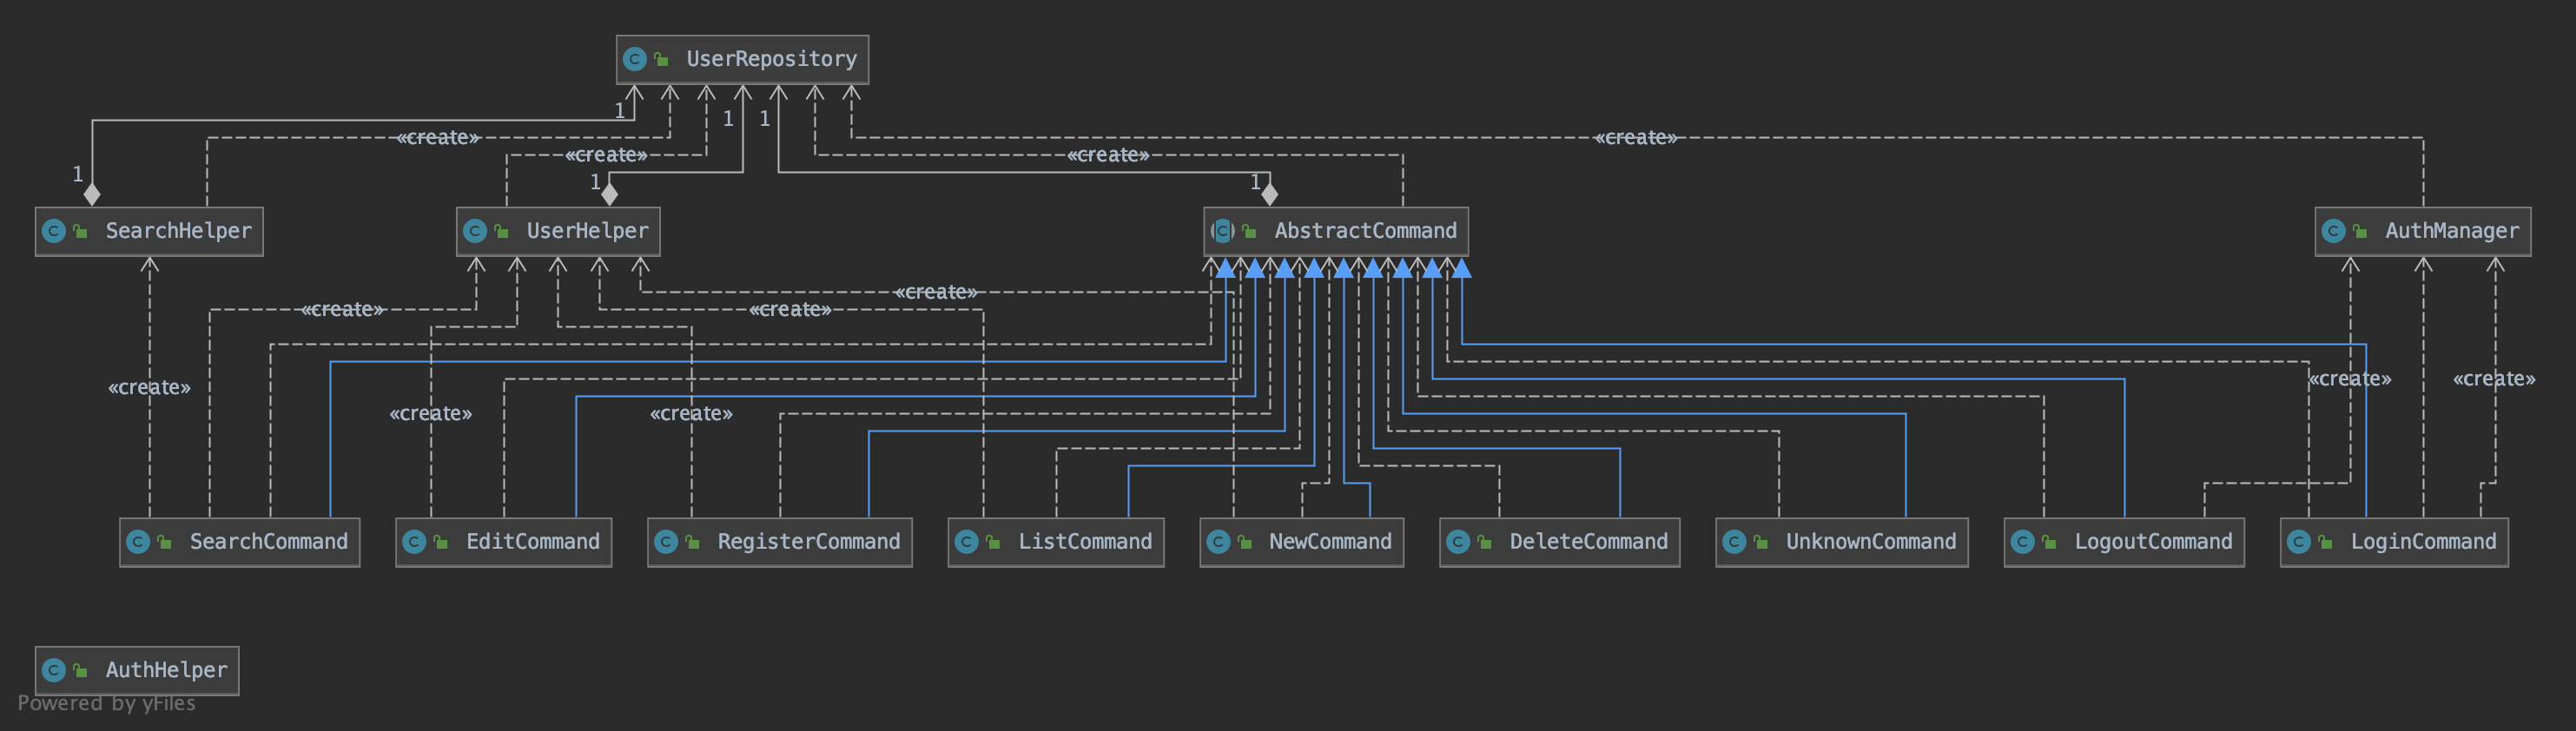 UserRepository
1
1
1
«create»
«create»
«create»
«create»
1
1
1
SearchHelper
UserHelper
AbstractCommand
AuthManager
«create»
«create»
«create»
«create»
«create»
«create»
«create»
«create»
SearchCommand
EditCommand
RegisterCommand
ListCommand
NewCommand
DeleteCommand
UnknownCommand
LogoutCommand
LoginCommand
AuthHelper
Powered by yFiles